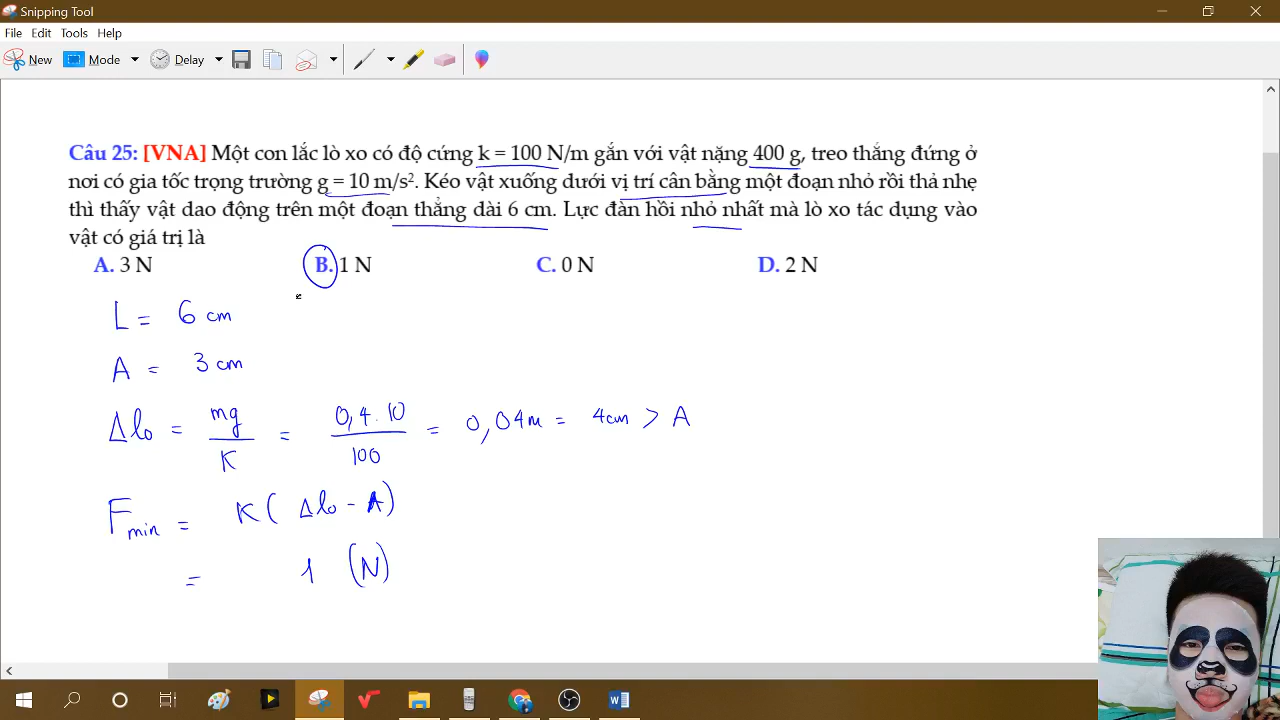 Snipping Tool
File Edit Tools Help
New Mode Delay
Câu 25: [VNA] Một con lắc lò xo có độ cứng k = 100 N/m gắn với vật nặng 400 g, treo thẳng đứng ở
nơi có gia tốc trọng trường g = 10 m/s². Kéo vật xuống dưới vị trí cân bằng một đoạn nhỏ rồi thả nhẹ
thì thấy vật dao động trên một đoạn thẳng dài 6 cm. Lực đàn hồi nhỏ nhất mà lò xo tác dụng vào
vật có giá trị là
A. 3 N B. 1 N C. 0 N D. 2 N
L = 6 cm
A = 3 cm
Δl₀ = mg/K = 0,4.10/100 = 0,04m = 4cm > A
Fmin = K(Δl₀ - A)
= 1 (N)